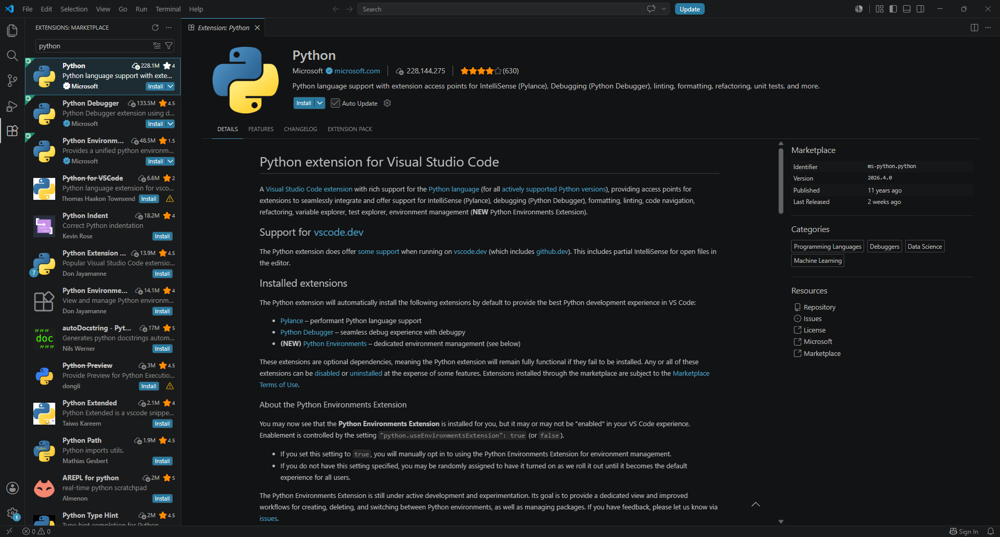 File Edit Selection View Go Run Terminal Help
Search
Update
EXTENSIONS: MARKETPLACE
python
Python 228.1M 4
Python language support with exte...
Microsoft Install
Python Debugger 133.5M 4.5
Python Debugger extension using d...
Microsoft Install
Python Environm... 48.5M 1.5
Provides a unified python environm...
Microsoft Install
Python for VSCode 6.6M 2
Python language extension for vsco...
Thomas Haakon Townsend Install
Python Indent 18.2M 4
Correct Python indentation
Kevin Rose Install
Python Extension ... 13.9M 4.5
Popular Visual Studio Code extensio...
7
Don Jayamanne Install
Python Environme... 14.1M 4
View and manage Python environm...
Don Jayamanne Install
autoDocstring - Pyt... 17M 5
Generates python docstrings autom...
Nils Werner Install
"""
doc
"""
Python Preview 3M 4.5
Provide Preview for Python Executio...
dongli Install
Python Extended 2.1M 4
Python Extended is a vscode snippe...
Taiwo Kareem Install
Python Path 1.9M 4.5
Python imports utils.
Mathias Gesbert Install
AREPL for python 2M 5
real-time python scratchpad
Almenon Install
Python Type Hint 2M 4.5
Type hint completion for Python
1
0 0
Extension: Python
Python
Microsoft microsoft.com 228,144,275 (630)
Python language support with extension access points for IntelliSense (Pylance), Debugging (Python Debugger), linting, formatting, refactoring, unit tests, and more.
Install Auto Update
DETAILS FEATURES CHANGELOG EXTENSION PACK
Python extension for Visual Studio Code
A Visual Studio Code extension with rich support for the Python language (for all actively supported Python versions), providing access points for
extensions to seamlessly integrate and offer support for IntelliSense (Pylance), debugging (Python Debugger), formatting, linting, code navigation,
refactoring, variable explorer, test explorer, environment management (NEW Python Environments Extension).
Support for vscode.dev
The Python extension does offer some support when running on vscode.dev (which includes github.dev). This includes partial IntelliSense for open files in
the editor.
Installed extensions
The Python extension will automatically install the following extensions by default to provide the best Python development experience in VS Code:
• Pylance – performant Python language support
• Python Debugger – seamless debug experience with debugpy
• (NEW) Python Environments – dedicated environment management (see below)
These extensions are optional dependencies, meaning the Python extension will remain fully functional if they fail to be installed. Any or all of these
extensions can be disabled or uninstalled at the expense of some features. Extensions installed through the marketplace are subject to the Marketplace
Terms of Use.
About the Python Environments Extension
You may now see that the Python Environments Extension is installed for you, but it may or may not be "enabled" in your VS Code experience.
Enablement is controlled by the setting "python.useEnvironmentsExtension": true (or false).
• If you set this setting to true, you will manually opt in to using the Python Environments Extension for environment management.
• If you do not have this setting specified, you may be randomly assigned to have it turned on as we roll it out until it becomes the default
experience for all users.
The Python Environments Extension is still under active development and experimentation. Its goal is to provide a dedicated view and improved
workflows for creating, deleting, and switching between Python environments, as well as managing packages. If you have feedback, please let us know via
issues.
Marketplace
Identifier ms-python.python
Version 2026.4.0
Published 11 years ago
Last Released 2 weeks ago
Categories
Programming Languages Debuggers Data Science
Machine Learning
Resources
Repository
Issues
License
Microsoft
Marketplace
Sign In